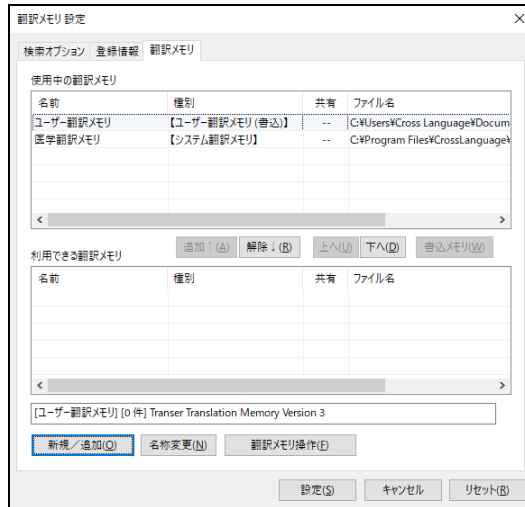 翻訳メモリ 設定
検索オプション 登録情報 翻訳メモリ
使用中の翻訳メモリ
名前 種別 共有 ファイル名
ユーザー翻訳メモリ 【ユーザー翻訳メモリ(書込)】 -- C:¥Users¥Cross Language¥Docum
医学翻訳メモリ 【システム翻訳メモリ】 -- C:¥Program Files¥CrossLanguage¥
追加↑(A) 解除↓(R) 上へ(U) 下へ(D) 書込メモリ(W)
利用できる翻訳メモリ
名前 種別 共有 ファイル名
[ユーザー翻訳メモリ] [0 件] Transer Translation Memory Version 3
新規／追加(O) 名称変更(N) 翻訳メモリ操作(F)
設定(S) キャンセル リセット(R)